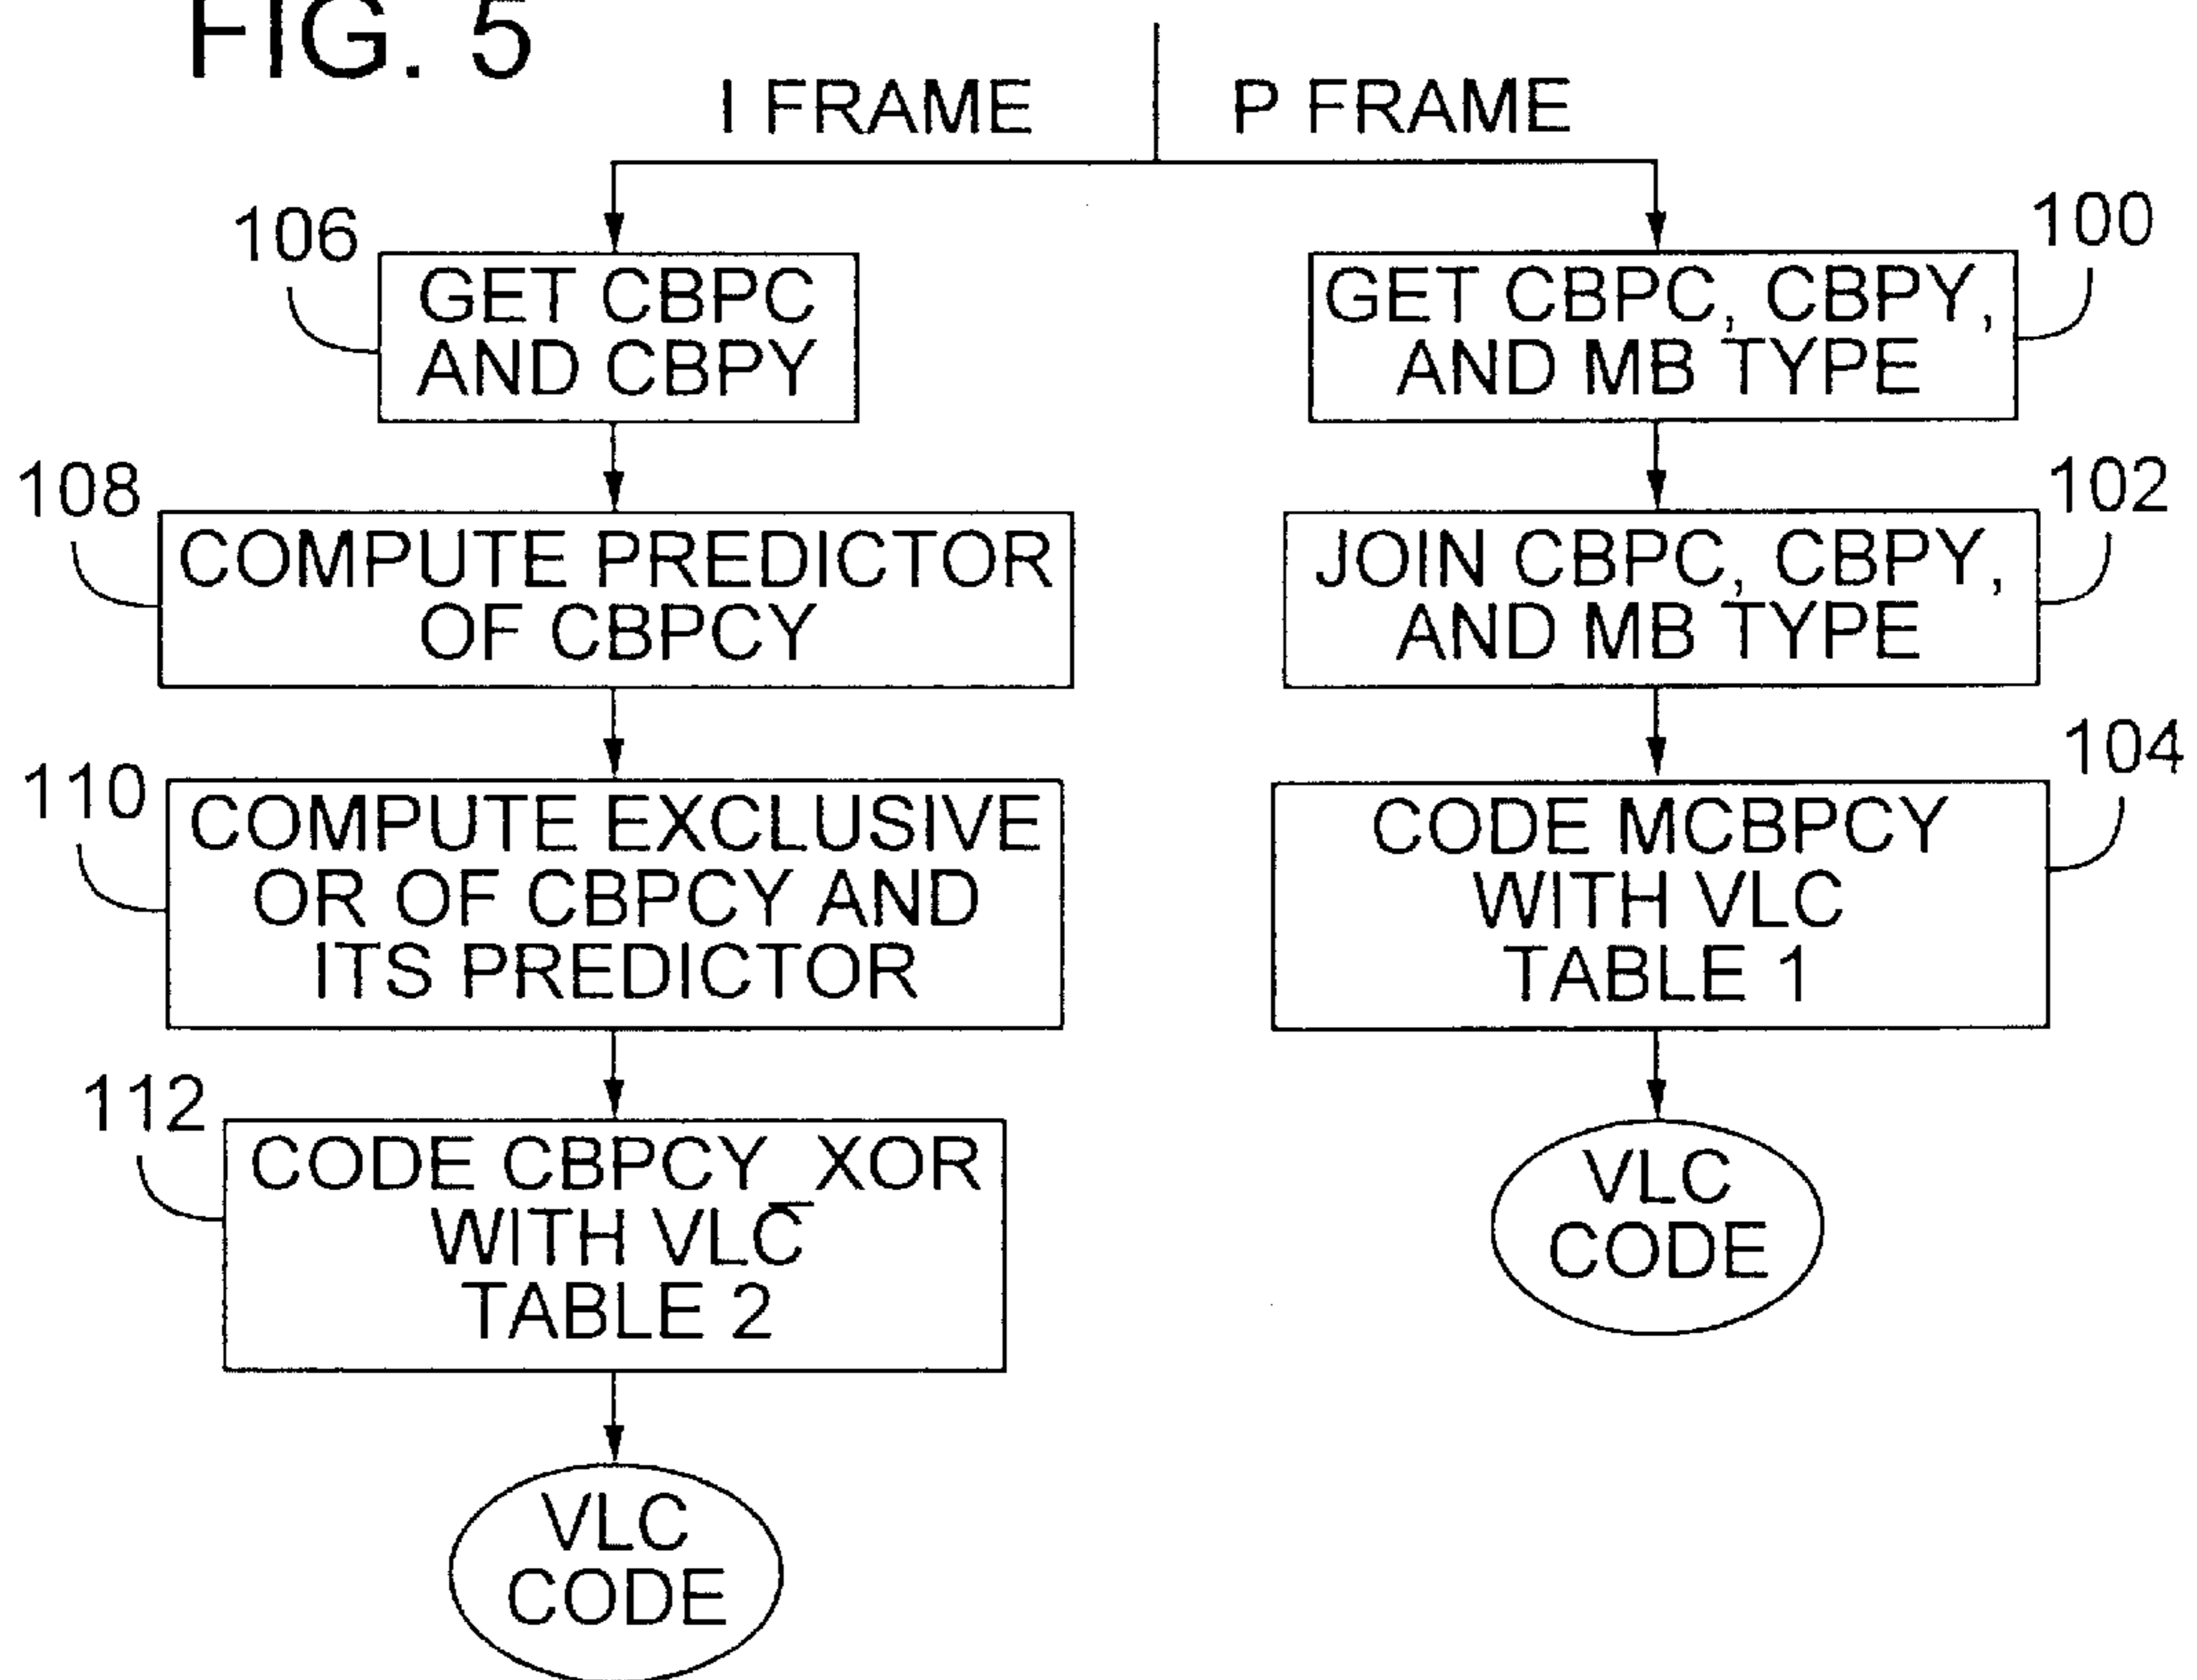 FIG. 5
I FRAME
P FRAME
106
GET CBPC
AND CBPY
108
COMPUTE PREDICTOR
OF CBPCY
110
COMPUTE EXCLUSIVE
OR OF CBPCY AND
ITS PREDICTOR
112
CODE CBPCY_XOR
WITH VLC
TABLE 2
VLC
CODE
100
GET CBPC, CBPY,
AND MB TYPE
102
JOIN CBPC, CBPY,
AND MB TYPE
104
CODE MCBPCY
WITH VLC
TABLE 1
VLC
CODE